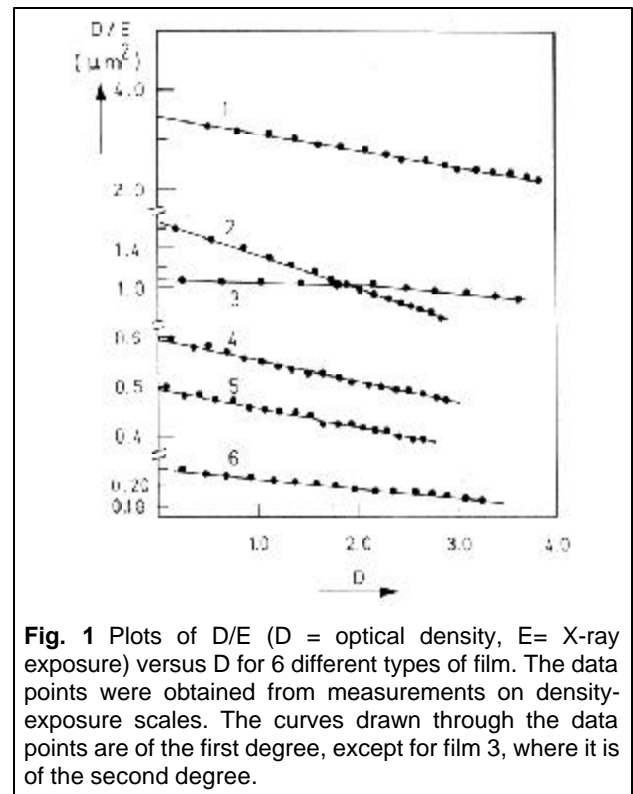 D/E
(μm²)
4.0
2.0
1.4
1.0
0.6
0.5
0.4
0.20
0.18
1
2
3
4
5
6
1.0 2.0 3.0 4.0
D
Fig. 1 Plots of D/E (D = optical density, E= X-ray
exposure) versus D for 6 different types of film. The data
points were obtained from measurements on density-
exposure scales. The curves drawn through the data
points are of the first degree, except for film 3, where it is
of the second degree.